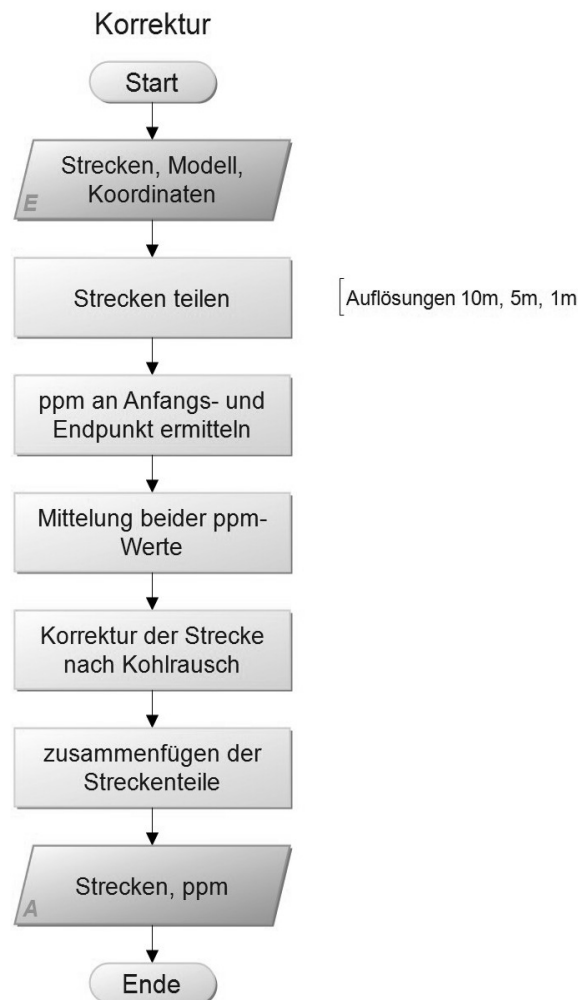 Korrektur
Start
Strecken, Modell,
Koordinaten
E
Strecken teilen
Auflösungen 10m, 5m, 1m
ppm an Anfangs- und
Endpunkt ermitteln
Mittelung beider ppm-
Werte
Korrektur der Strecke
nach Kohlrausch
zusammenfügen der
Streckenteile
Strecken, ppm
A
Ende